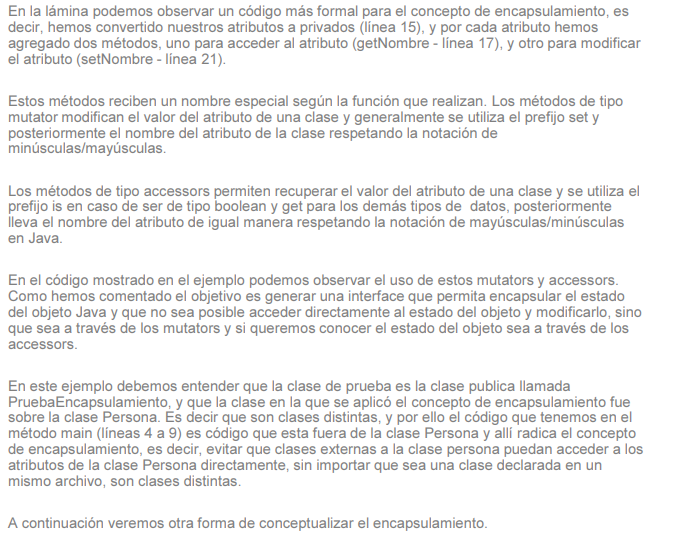 En la lámina podemos observar un código más formal para el concepto de encapsulamiento, es
decir, hemos convertido nuestros atributos a privados (línea 15), y por cada atributo hemos
agregado dos métodos, uno para acceder al atributo (getNombre - línea 17), y otro para modificar
el atributo (setNombre - línea 21).
Estos métodos reciben un nombre especial según la función que realizan. Los métodos de tipo
mutator modifican el valor del atributo de una clase y generalmente se utiliza el prefijo set y
posteriormente el nombre del atributo de la clase respetando la notación de
minúsculas/mayúsculas.
Los métodos de tipo accessors permiten recuperar el valor del atributo de una clase y se utiliza el
prefijo is en caso de ser de tipo boolean y get para los demás tipos de  datos, posteriormente
lleva el nombre del atributo de igual manera respetando la notación de mayúsculas/minúsculas
en Java.
En el código mostrado en el ejemplo podemos observar el uso de estos mutators y accessors.
Como hemos comentado el objetivo es generar una interface que permita encapsular el estado
del objeto Java y que no sea posible acceder directamente al estado del objeto y modificarlo, sino
que sea a través de los mutators y si queremos conocer el estado del objeto sea a través de los
accessors.
En este ejemplo debemos entender que la clase de prueba es la clase publica llamada
PruebaEncapsulamiento, y que la clase en la que se aplicó el concepto de encapsulamiento fue
sobre la clase Persona. Es decir que son clases distintas, y por ello el código que tenemos en el
método main (líneas 4 a 9) es código que esta fuera de la clase Persona y allí radica el concepto
de encapsulamiento, es decir, evitar que clases externas a la clase persona puedan acceder a los
atributos de la clase Persona directamente, sin importar que sea una clase declarada en un
mismo archivo, son clases distintas.
A continuación veremos otra forma de conceptualizar el encapsulamiento.